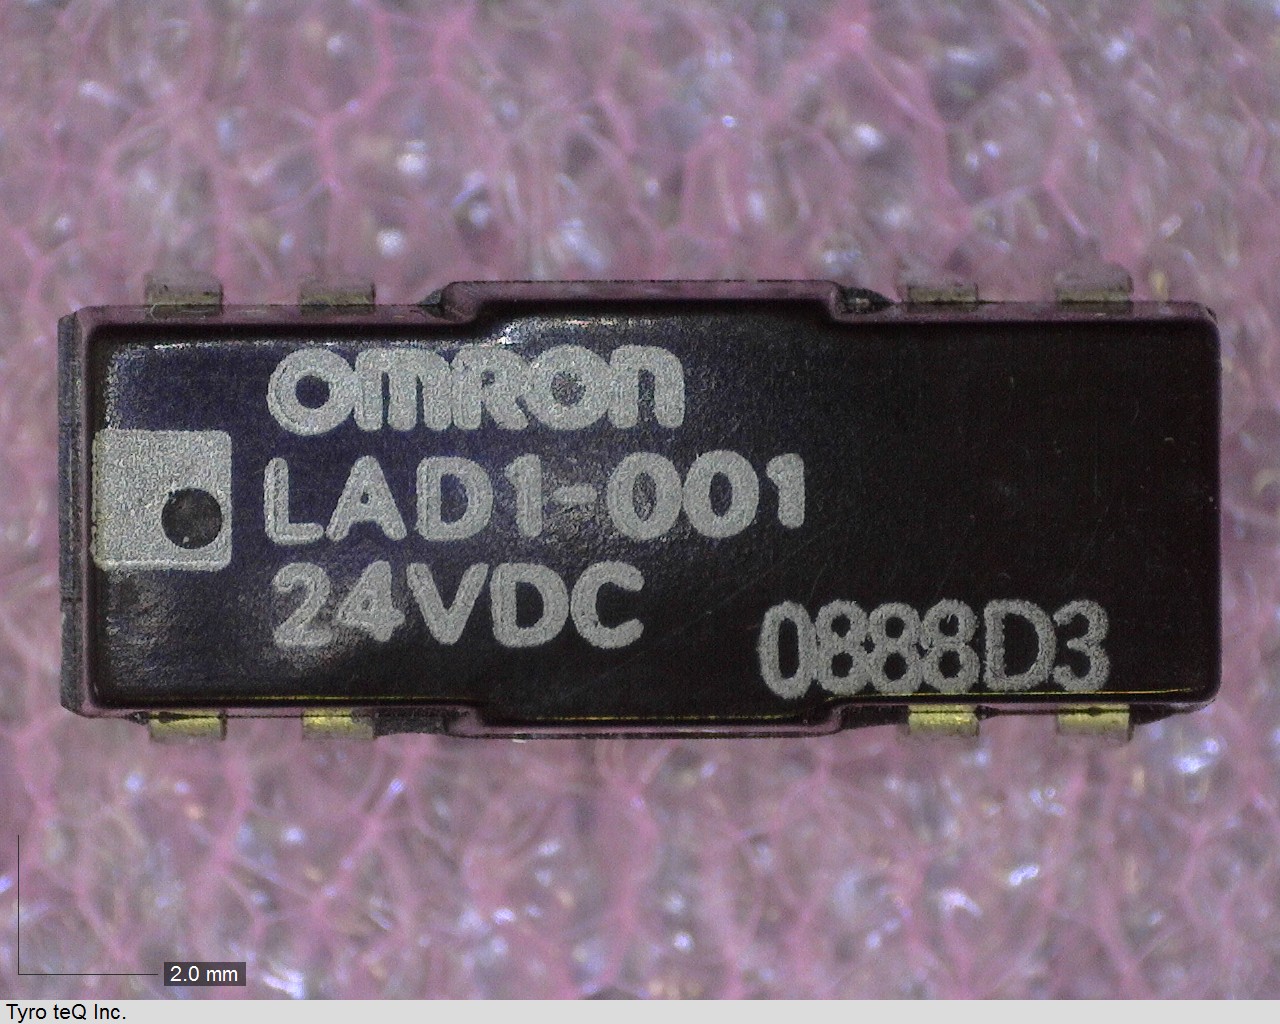 OMRON
LAD1-001
24VDC
0888D3
2.0 mm
Tyro teQ Inc.